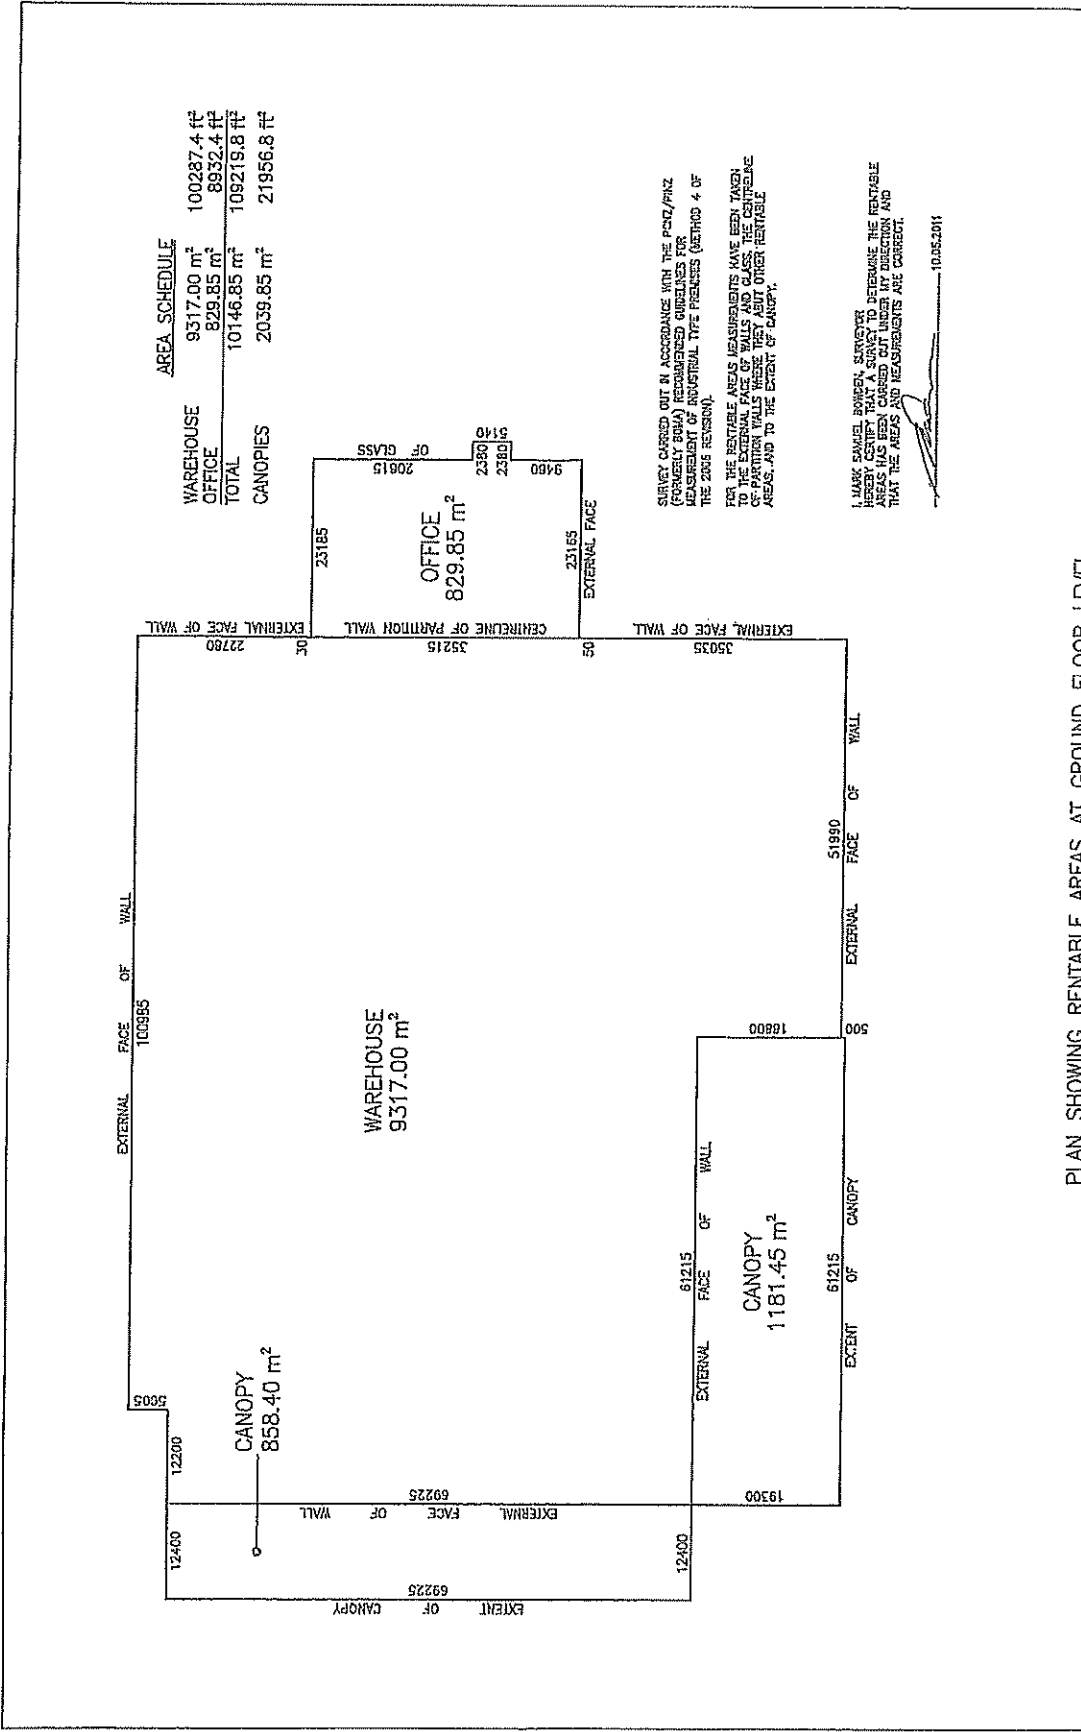 AREA SCHEDULE
WAREHOUSE 9317.00 m² 100287.4 ft²
OFFICE 829.85 m² 8932.4 ft²
TOTAL 10146.85 m² 109219.8 ft²
CANOPIES 2039.85 m² 21956.8 ft²
EXTERNAL FACE OF WALL
100985
5005
12200
12400
CANOPY
858.40 m²
EXTERNAL FACE OF WALL
69225
EXTENT OF CANOPY
69225
12400
WAREHOUSE
9317.00 m²
EXTERNAL FACE OF WALL
22780
CENTRELINE OF PARTITION WALL
35215
50
EXTERNAL FACE OF WALL
35035
23185
OFFICE
829.85 m²
OF GLASS
20615
2380
5140
2380
9460
23165
EXTERNAL FACE
61215
EXTERNAL FACE OF WALL
CANOPY
1181.45 m²
61215
EXTENT OF CANOPY
19300
18800
500
51990
EXTERNAL FACE OF WALL
SURVEY CARRIED OUT IN ACCORDANCE WITH THE PCNZ/PINZ
(FORMERLY BOMA) RECOMMENDED GUIDELINES FOR
MEASUREMENT OF INDUSTRIAL TYPE PREMISES (METHOD 4 OF
THE 2005 REVISION).
FOR THE RENTABLE AREAS MEASUREMENTS HAVE BEEN TAKEN
TO THE EXTERNAL FACE OF WALLS AND GLASS, THE CENTRELINE
OF PARTITION WALLS WHERE THEY ABUT OTHER RENTABLE
AREAS, AND TO THE EXTENT OF CANOPY.
I, MARK SAMUEL BOWDEN, SURVEYOR
HEREBY CERTIFY THAT A SURVEY TO DETERMINE THE RENTABLE
AREAS HAS BEEN CARRIED OUT UNDER MY DIRECTION AND
THAT THE AREAS AND MEASUREMENTS ARE CORRECT.
10.05.2011
PLAN SHOWING RENTABLE AREAS AT GROUND FLOOR LEVEL